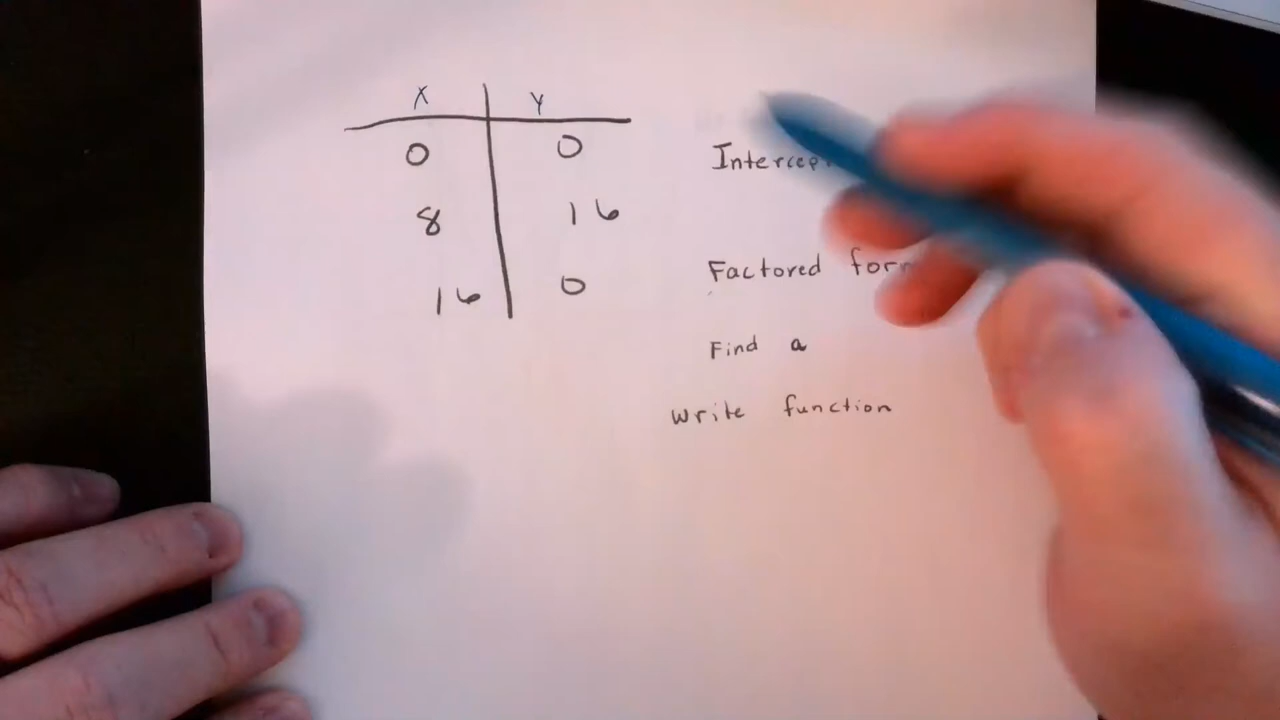 X Y
0 0
8 16
16 0
Factored
Find a
Write function